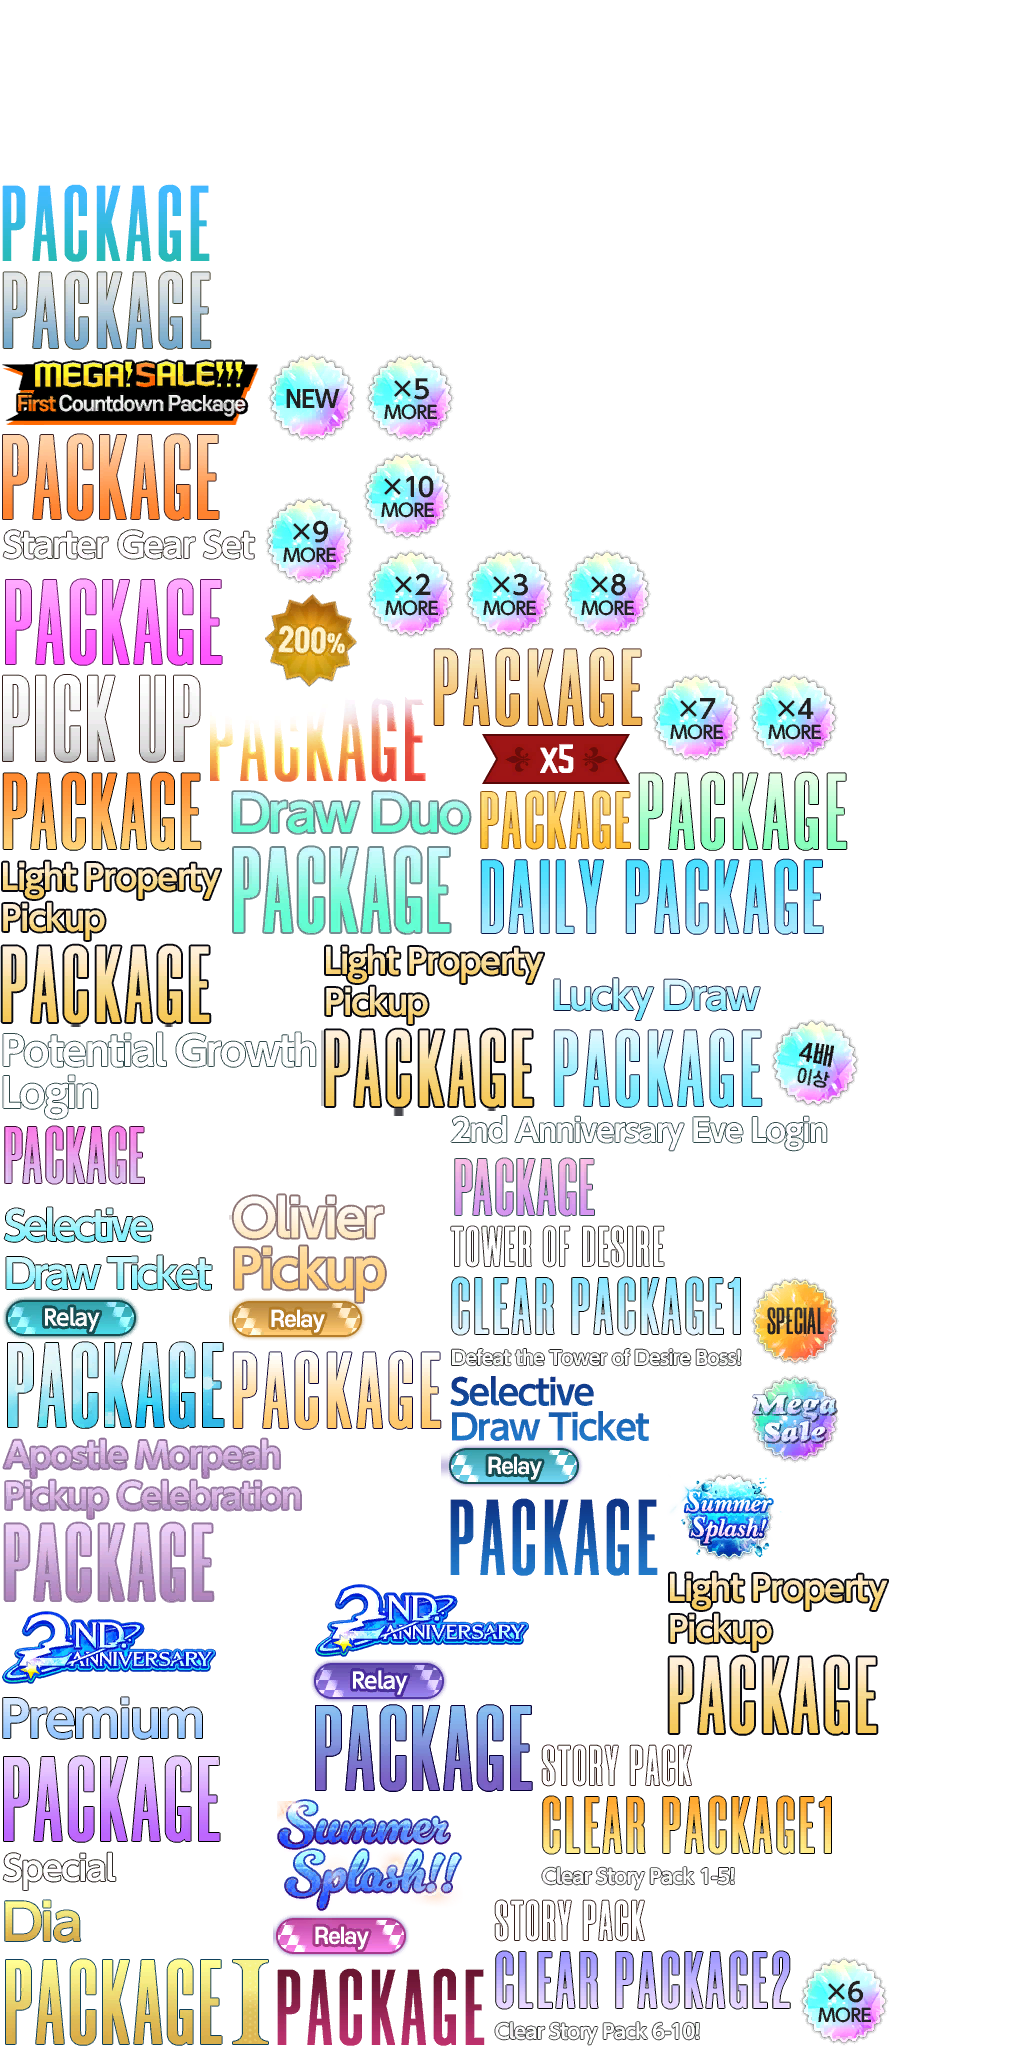 PACKAGE
PACKAGE
MEGA!SALE!!!
First Countdown Package
NEW
×5
MORE
PACKAGE
Starter Gear Set
×10
MORE
×9
MORE
×2
MORE
×3
MORE
×8
MORE
PACKAGE
200%
PICK UP
PACKAGE
PACKAGE
×7
MORE
×4
MORE
X5
PACKAGE
Draw Duo
PACKAGE
PACKAGE
PACKAGE
Light Property
Pickup
PACKAGE
DAILY PACKAGE
Light Property
Pickup
PACKAGE
Lucky Draw
PACKAGE
4배
이상
Potential Growth
Login
PACKAGE
2nd Anniversary Eve Login
PACKAGE
Selective
Draw Ticket
Relay
PACKAGE
Olivier
Pickup
Relay
PACKAGE
TOWER OF DESIRE
CLEAR PACKAGE1
Defeat the Tower of Desire Boss!
SPECIAL
Selective
Draw Ticket
Relay
PACKAGE
Mega
Sale
Apostle Morpeah
Pickup Celebration
PACKAGE
Summer
Splash!
Light Property
Pickup
PACKAGE
2ND
ANNIVERSARY
Premium
PACKAGE
2ND
ANNIVERSARY
Relay
PACKAGE
STORY PACK
CLEAR PACKAGE1
Clear Story Pack 1-5!
Special
Dia
PACKAGE I
Summer
Splash!!
Relay
PACKAGE
STORY PACK
CLEAR PACKAGE2
Clear Story Pack 6-10!
×6
MORE